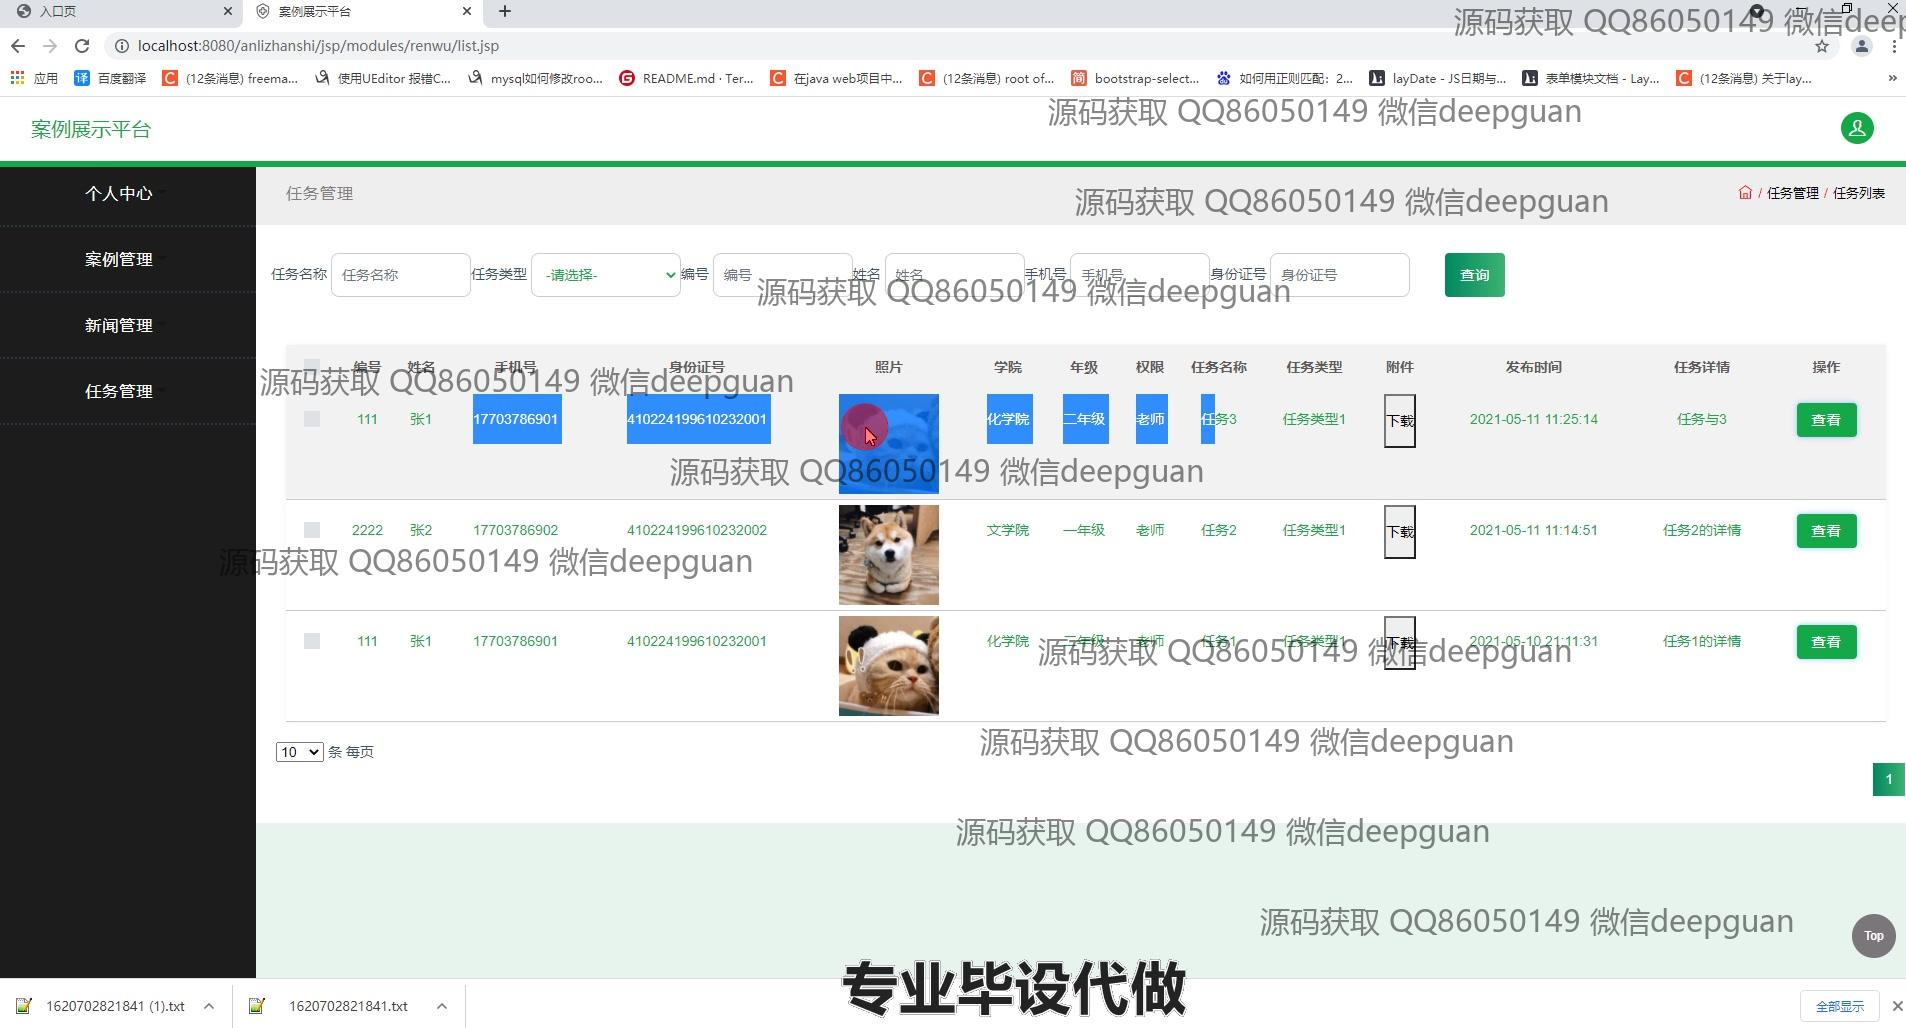 入口页
案例展示平台
源码获取 QQ86050149 微信deep
localhost:8080/anlizhanshi/jsp/modules/renwu/list.jsp
应用 百度翻译 (12条消息) freema... 使用UEditor 报错C... mysql如何修改roo... README.md · Ter... 在java web项目中... (12条消息) root of... bootstrap-select... 如何用正则匹配：2... layDate - JS日期与... 表单模块文档 - Lay... (12条消息) 关于lay... »
源码获取 QQ86050149 微信deepguan
案例展示平台
个人中心
案例管理
新闻管理
任务管理
任务管理
源码获取 QQ86050149 微信deepguan
/ 任务管理 / 任务列表
任务名称 任务名称 任务类型 -请选择- 编号 编号 姓名 姓名 手机号 手机号 身份证号 身份证号 查询
源码获取 QQ86050149 微信deepguan
编号 姓名 手机号 身份证号 照片 学院 年级 权限 任务名称 任务类型 附件 发布时间 任务详情 操作
源码获取 QQ86050149 微信deepguan
111 张1 17703786901 410224199610232001 化学院 二年级 老师 任务3 任务类型1 下载 2021-05-11 11:25:14 任务与3 查看
源码获取 QQ86050149 微信deepguan
2222 张2 17703786902 410224199610232002 文学院 一年级 老师 任务2 任务类型1 下载 2021-05-11 11:14:51 任务2的详情 查看
源码获取 QQ86050149 微信deepguan
111 张1 17703786901 410224199610232001 化学院 二年级 老师 任务1 任务类型1 下载 2021-05-10 21:11:31 任务1的详情 查看
源码获取 QQ86050149 微信deepguan
10 条 每页
源码获取 QQ86050149 微信deepguan
1
源码获取 QQ86050149 微信deepguan
源码获取 QQ86050149 微信deepguan
Top
专业毕设代做
1620702821841 (1).txt
1620702821841.txt
全部显示